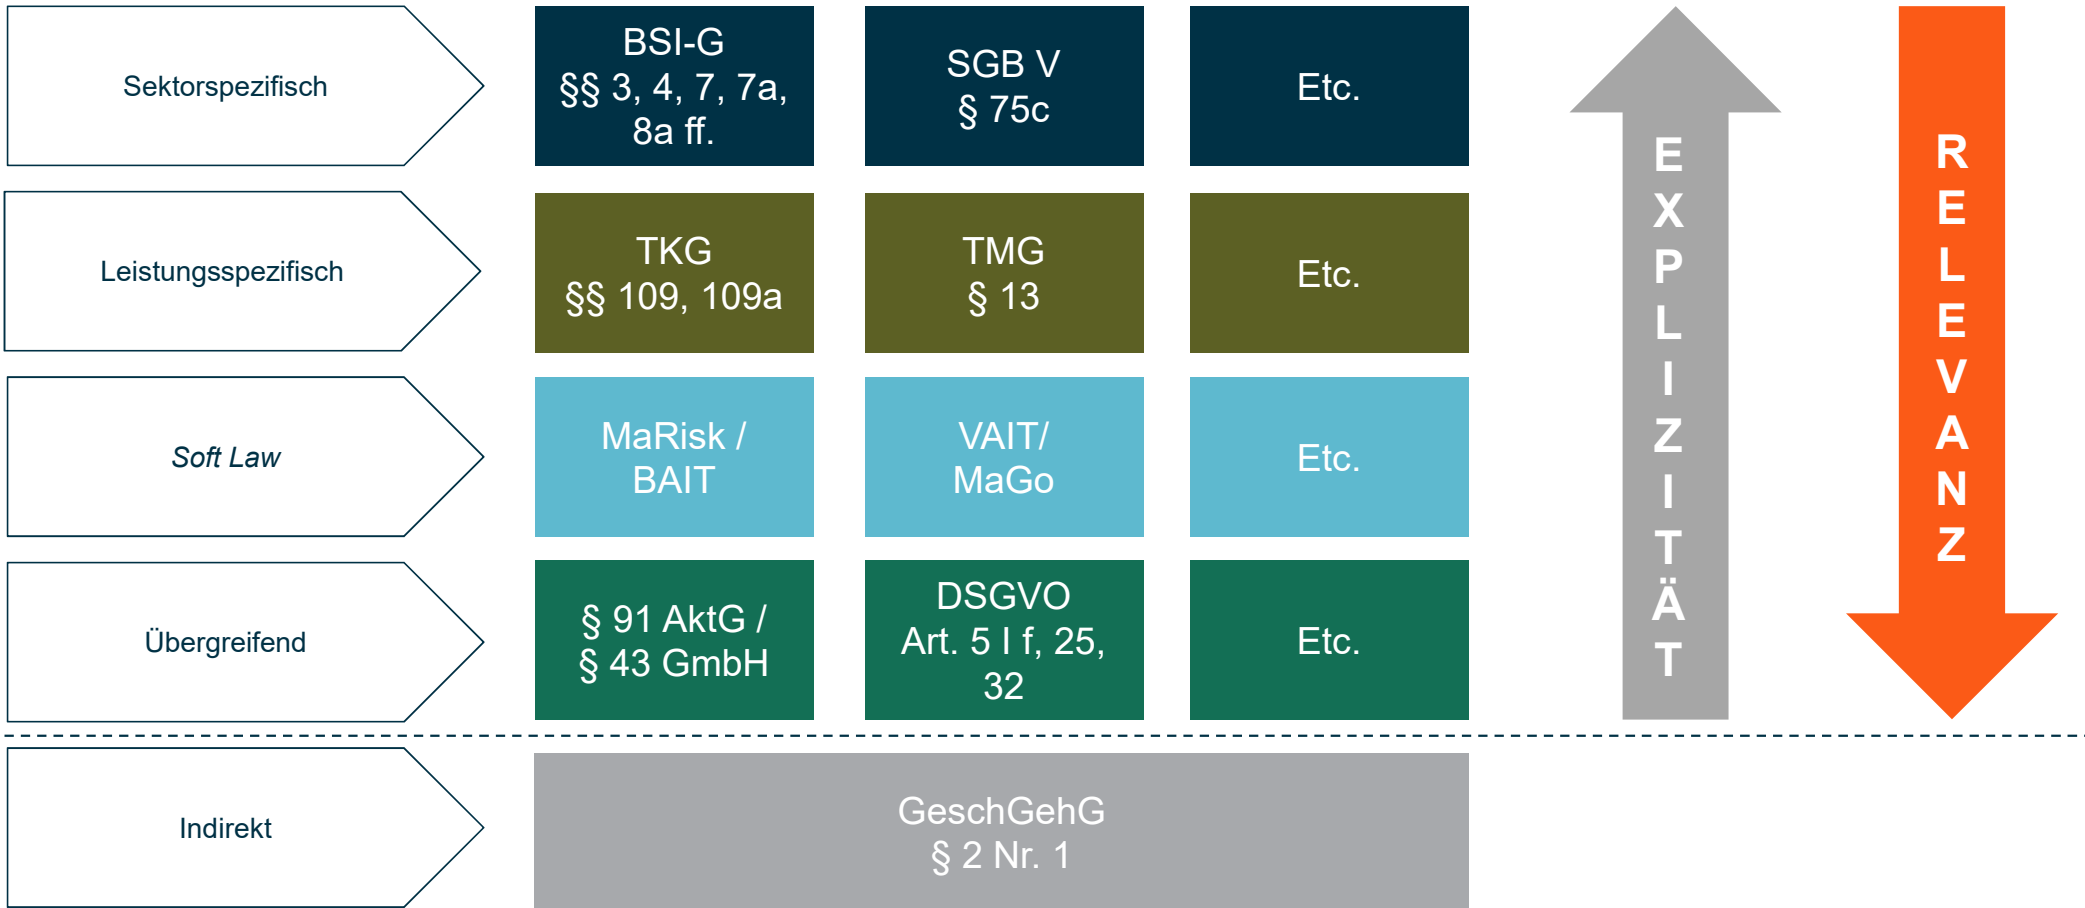 Sektorspezifisch
BSI-G
§§ 3, 4, 7, 7a,
8a ff.
SGB V
§ 75c
Etc.
Leistungsspezifisch
TKG
§§ 109, 109a
TMG
§ 13
Etc.
Soft Law
MaRisk /
BAIT
VAIT/
MaGo
Etc.
Übergreifend
§ 91 AktG /
§ 43 GmbH
DSGVO
Art. 5 I f, 25,
32
Etc.
Indirekt
GeschGehG
§ 2 Nr. 1
EXPLIZITÄT
RELEVANZ